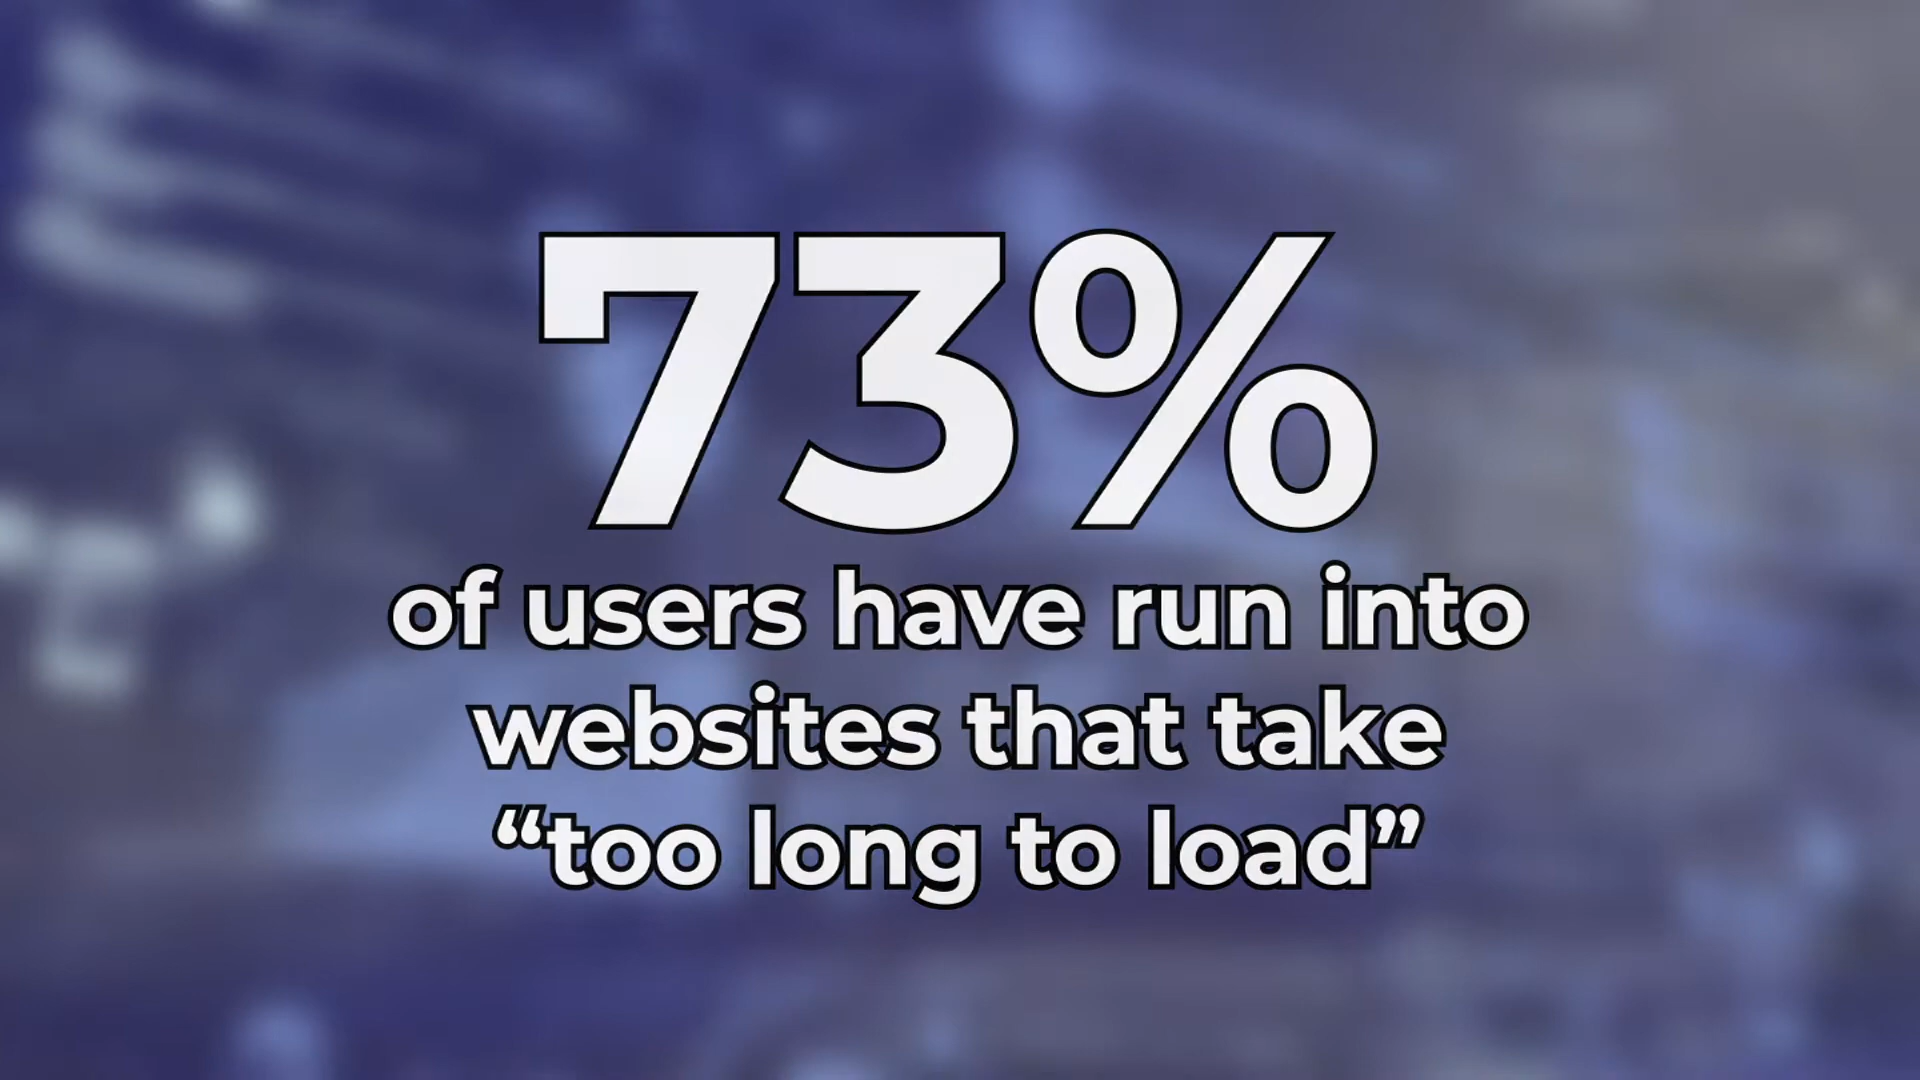 73%
of users have run into
websites that take
“too long to load”